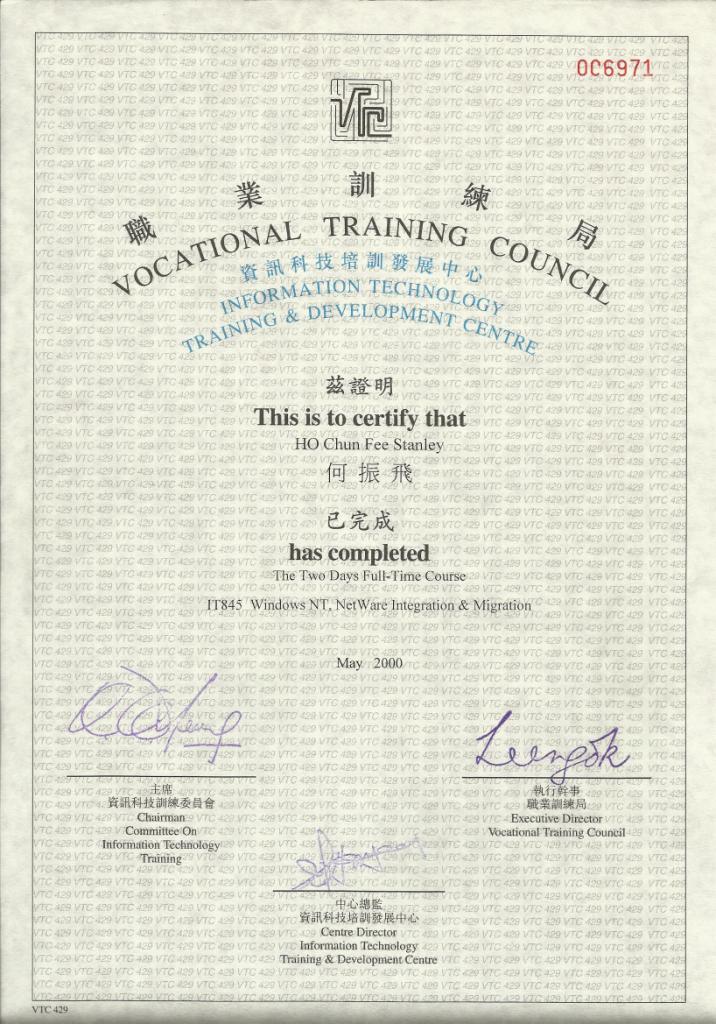 0C6971
VTC
職業訓練局
VOCATIONAL TRAINING COUNCIL
資訊科技培訓發展中心
INFORMATION TECHNOLOGY
TRAINING & DEVELOPMENT CENTRE
茲證明
This is to certify that
HO Chun Fee Stanley
何振飛
已完成
has completed
The Two Days Full-Time Course
IT845 Windows NT, NetWare Integration & Migration
May 2000
主席
資訊科技訓練委員會
Chairman
Committee On
Information Technology
Training
執行幹事
職業訓練局
Executive Director
Vocational Training Council
中心總監
資訊科技培訓發展中心
Centre Director
Information Technology
Training & Development Centre
VTC 429